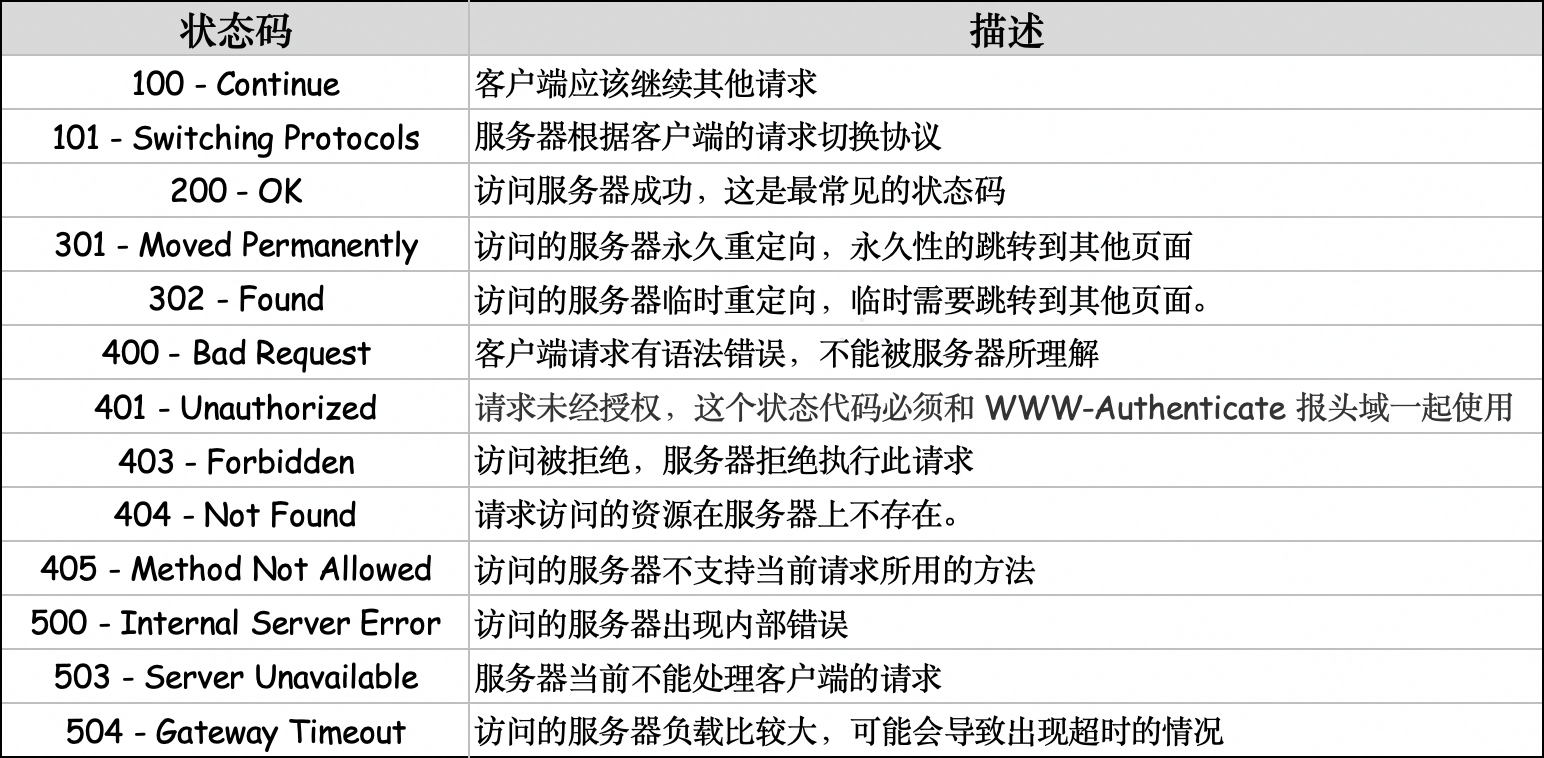 状态码 描述
100 - Continue 客户端应该继续其他请求
101 - Switching Protocols 服务器根据客户端的请求切换协议
200 - OK 访问服务器成功，这是最常见的状态码
301 - Moved Permanently 访问的服务器永久重定向，永久性的跳转到其他页面
302 - Found 访问的服务器临时重定向，临时需要跳转到其他页面。
400 - Bad Request 客户端请求有语法错误，不能被服务器所理解
401 - Unauthorized 请求未经授权，这个状态代码必须和 WWW-Authenticate 报头域一起使用
403 - Forbidden 访问被拒绝，服务器拒绝执行此请求
404 - Not Found 请求访问的资源在服务器上不存在。
405 - Method Not Allowed 访问的服务器不支持当前请求所用的方法
500 - Internal Server Error 访问的服务器出现内部错误
503 - Server Unavailable 服务器当前不能处理客户端的请求
504 - Gateway Timeout 访问的服务器负载比较大，可能会导致出现超时的情况